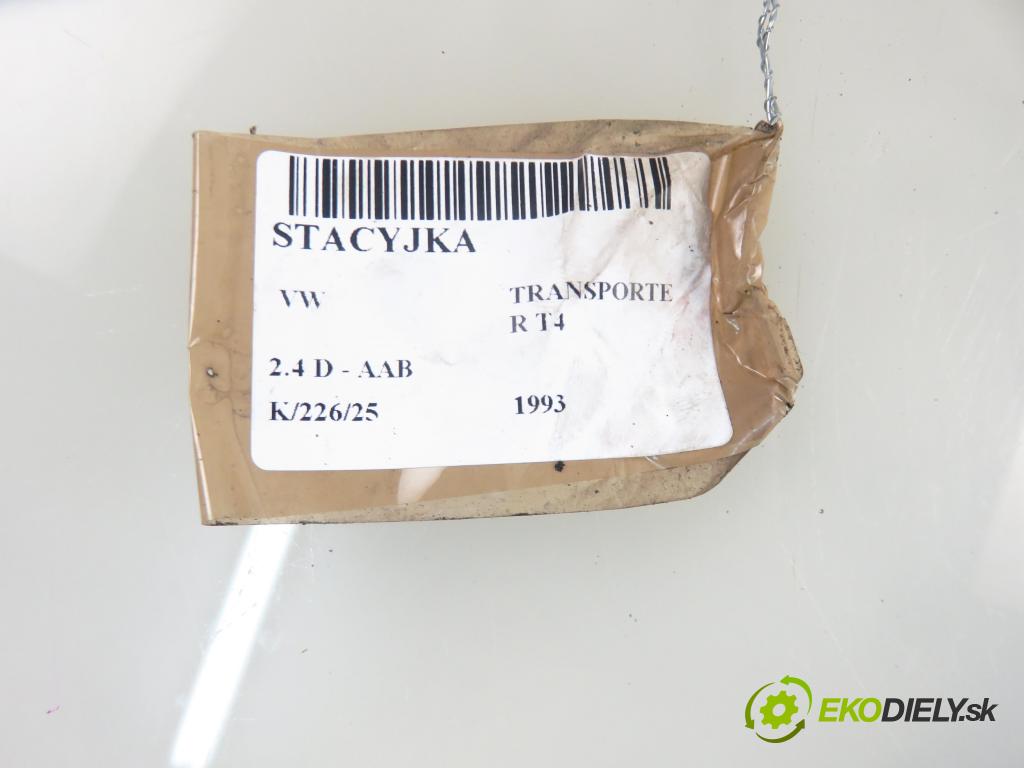 STACYJKA
VW
TRANSPORTE
R T4
2.4 D - AAB
K/226/25
1993
EKODIELY.sk